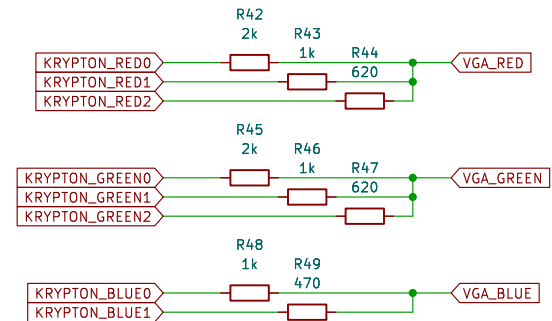 R42
2k
R43
1k
R44
620
KRYPTON_RED0
KRYPTON_RED1
KRYPTON_RED2
VGA_RED
R45
2k
R46
1k
R47
620
KRYPTON_GREEN0
KRYPTON_GREEN1
KRYPTON_GREEN2
VGA_GREEN
R48
1k
R49
470
KRYPTON_BLUE0
KRYPTON_BLUE1
VGA_BLUE